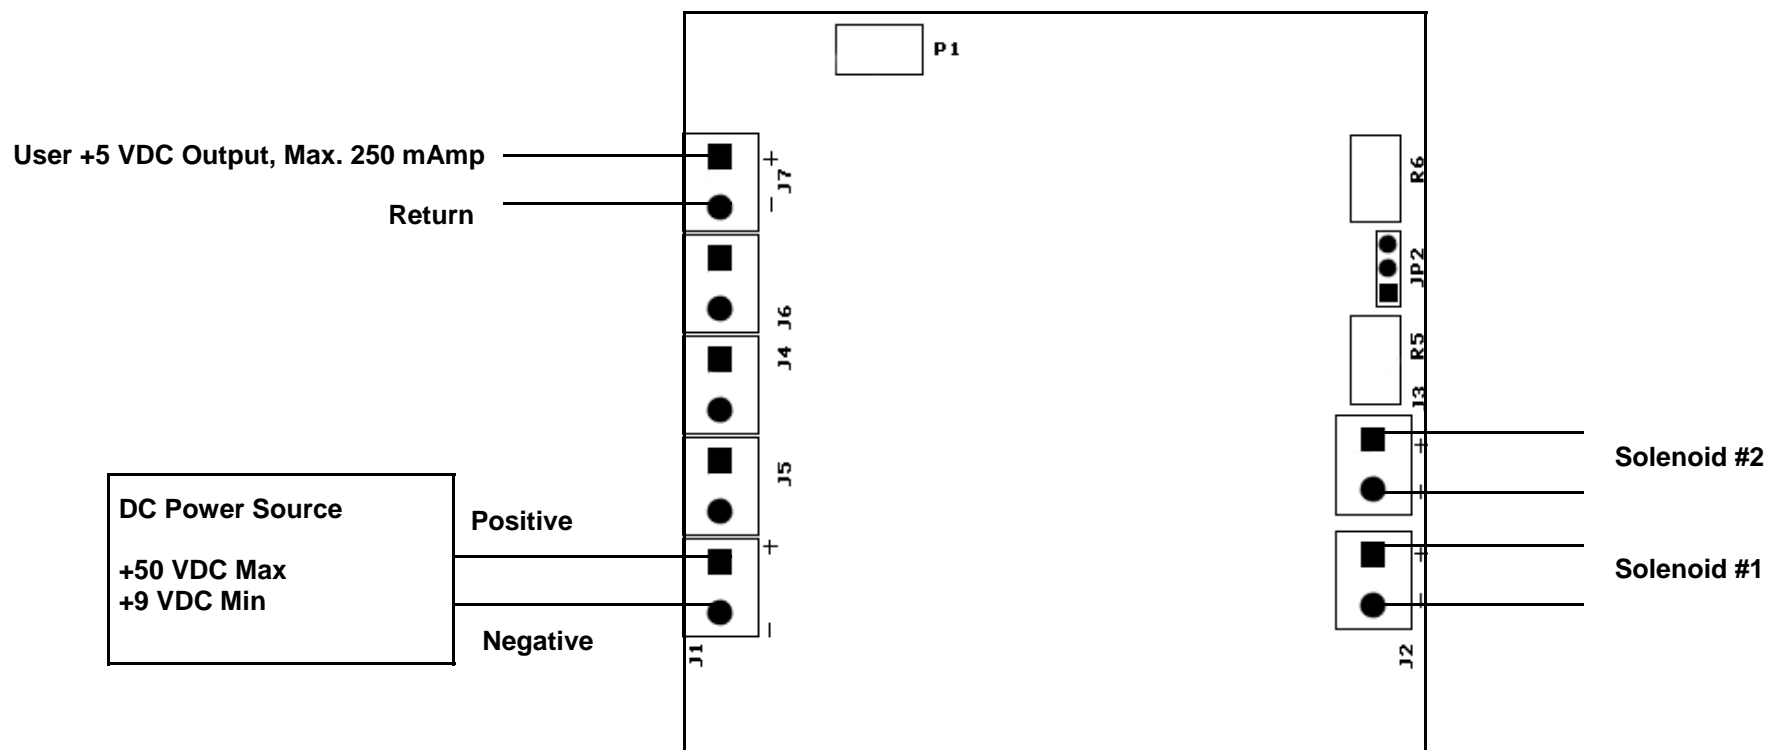 P1
User +5 VDC Output, Max. 250 mAmp
+
J7
−
Return
R6
JP2
J6
J4
R5
J3
J5
+
+
Solenoid #2
DC Power Source
+50 VDC Max
+9 VDC Min
Positive
Negative
+
−
J1
+
+
Solenoid #1
J2